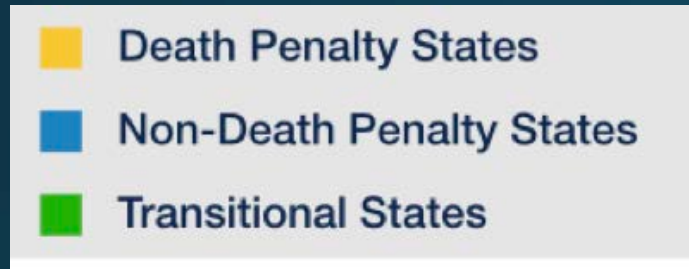 Death Penalty States
Non-Death Penalty States
Transitional States